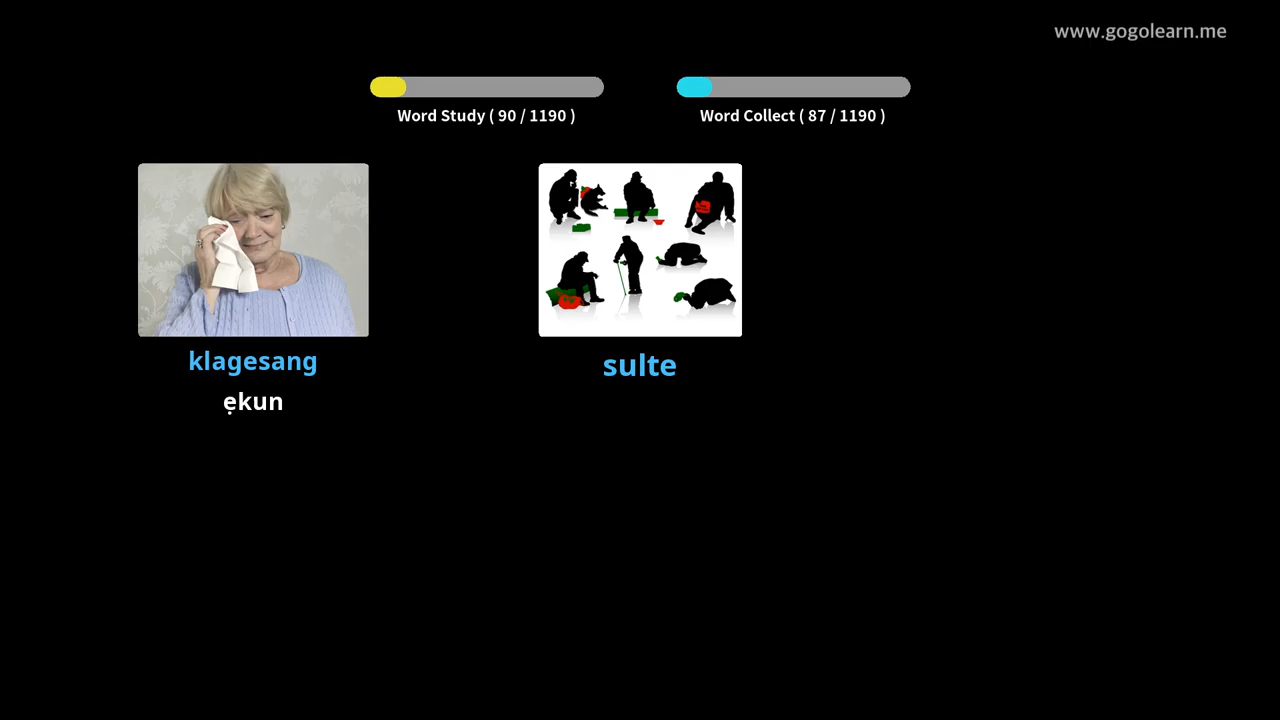 www.gogolearn.me
Word Study ( 90 / 1190 )
Word Collect ( 87 / 1190 )
klagesang
sulte
ẹkun